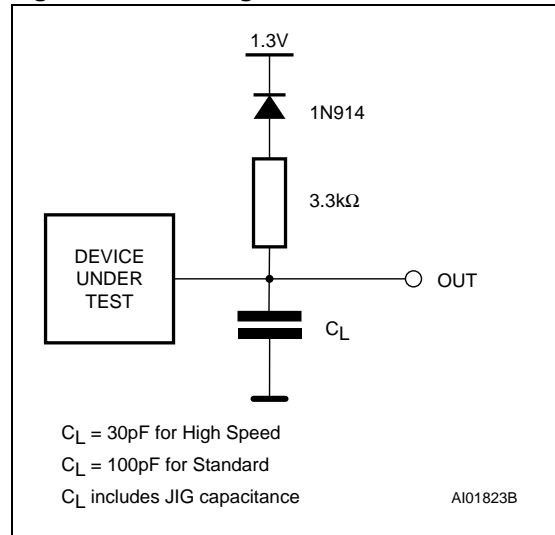 1.3V
1N914
3.3kΩ
DEVICE
UNDER
TEST
OUT
CL
CL = 30pF for High Speed
CL = 100pF for Standard
CL includes JIG capacitance
AI01823B